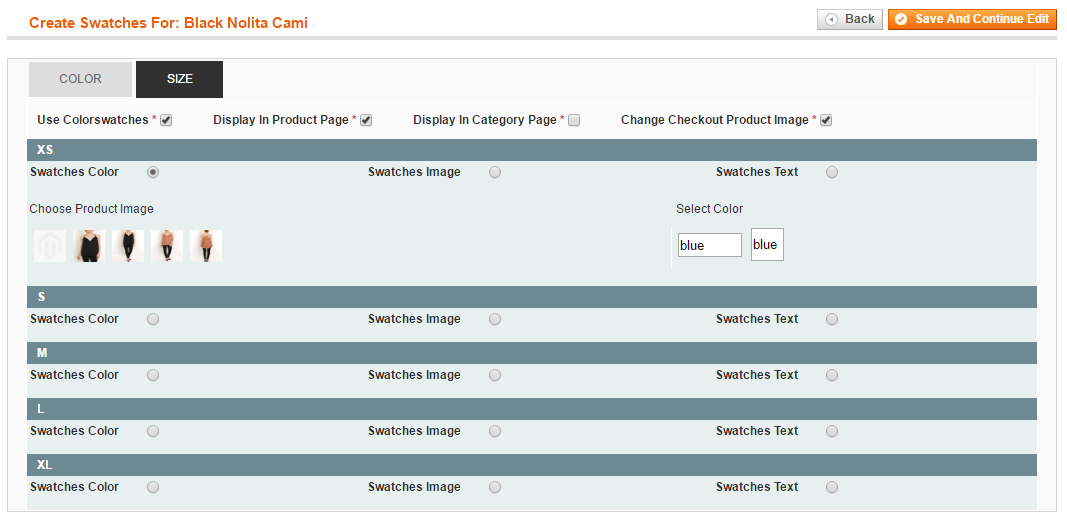 Create Swatches For: Black Nolita Cami
Back
Save And Continue Edit
COLOR
SIZE
Use Colorswatches *
Display In Product Page *
Display In Category Page *
Change Checkout Product Image *
XS
Swatches Color
Swatches Image
Swatches Text
Choose Product Image
Select Color
blue
blue
S
Swatches Color
Swatches Image
Swatches Text
M
Swatches Color
Swatches Image
Swatches Text
L
Swatches Color
Swatches Image
Swatches Text
XL
Swatches Color
Swatches Image
Swatches Text